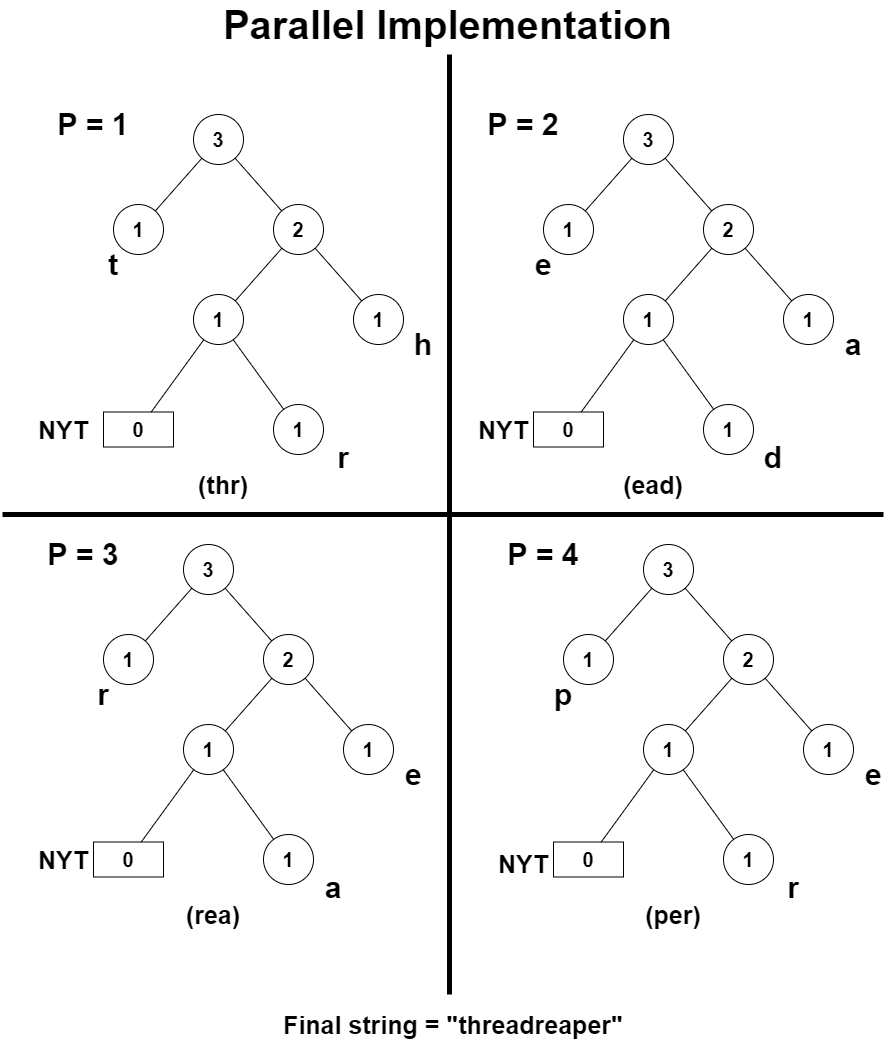 Parallel Implementation
P = 1
3
1
2
t
1
1
h
NYT
0
1
r
(thr)
P = 2
3
1
2
e
1
1
a
NYT
0
1
d
(ead)
P = 3
3
1
2
r
1
1
e
NYT
0
1
a
(rea)
P = 4
3
1
2
p
1
1
e
NYT
0
1
r
(per)
Final string = "threadreaper"